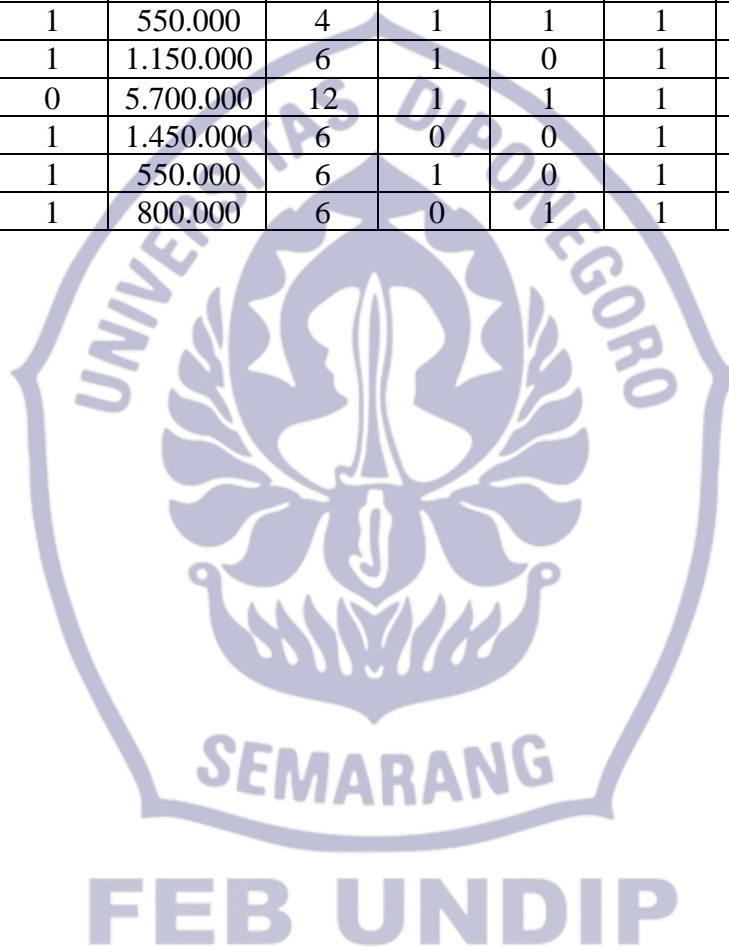 1 550.000 4 1 1 1
1 1.150.000 6 1 0 1
0 5.700.000 12 1 1 1
1 1.450.000 6 0 0 1
1 550.000 6 1 0 1
1 800.000 6 0 1 1
UNIVERSITAS DIPONEGORO
SEMARANG
FEB UNDIP